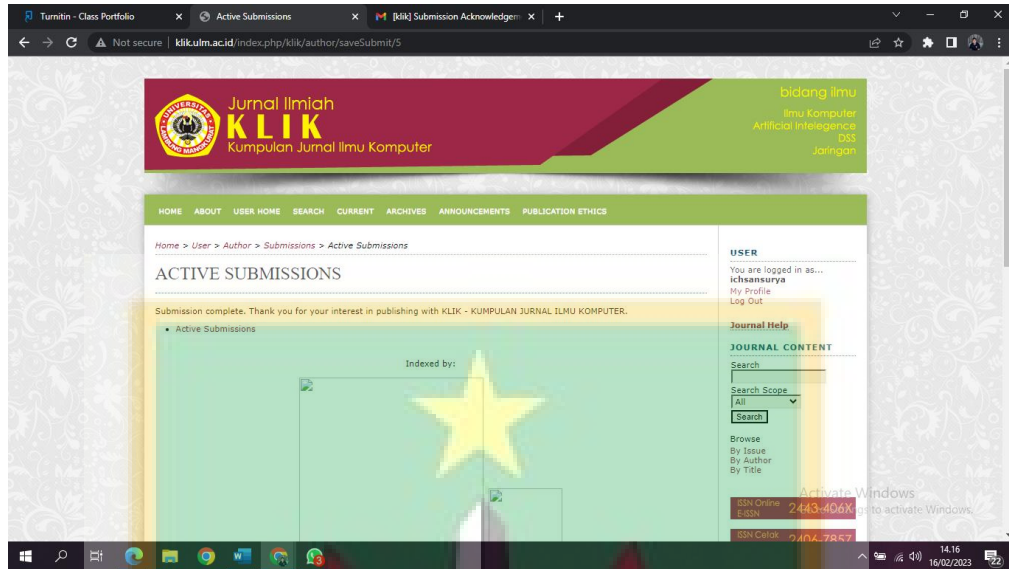 Turnitin - Class Portfolio
Active Submissions
[klik] Submission Acknowledgem
Not secure | klik.ulm.ac.id/index.php/klik/author/saveSubmit/5
UNIVERSITAS
LAMBUNG MANGKURAT
Jurnal Ilmiah
KLIK
Kumpulan Jurnal Ilmu Komputer
bidang ilmu
Ilmu Komputer
Artificial Intelegence
DSS
Jaringan
HOME ABOUT USER HOME SEARCH CURRENT ARCHIVES ANNOUNCEMENTS PUBLICATION ETHICS
Home > User > Author > Submissions > Active Submissions
ACTIVE SUBMISSIONS
Submission complete. Thank you for your interest in publishing with KLIK - KUMPULAN JURNAL ILMU KOMPUTER.
Active Submissions
Indexed by:
USER
You are logged in as...
ichsansurya
My Profile
Log Out
Journal Help
JOURNAL CONTENT
Search
Search Scope
All
Search
Browse
By Issue
By Author
By Title
ISSN Online
E-ISSN
2443-406X
ISSN Cetak
2406-7857
Activate Windows
to activate Windows.
14.16
16/02/2023
22